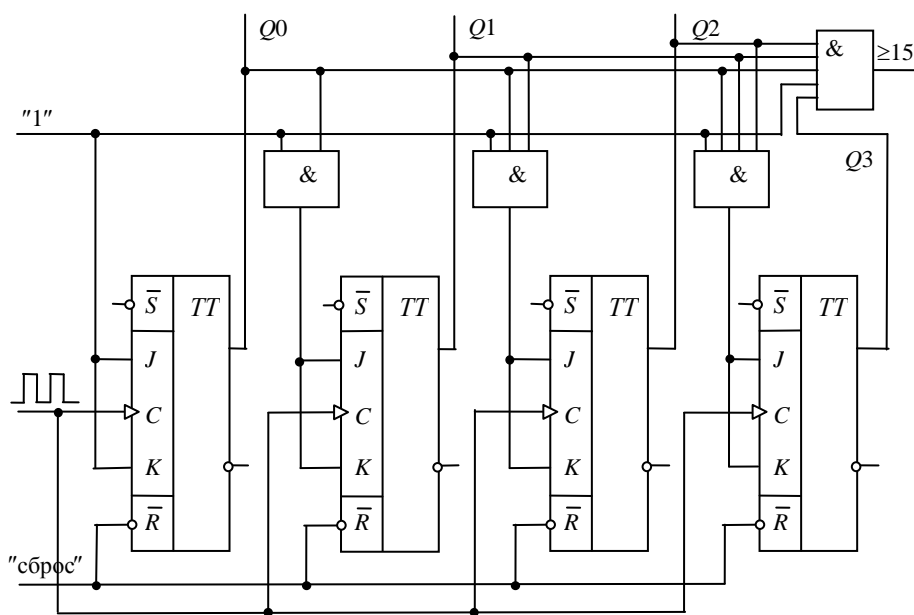 Q0 Q1 Q2
& ≥15
"1"
& & & Q3
S̅ TT S̅ TT S̅ TT S̅ TT
J J J J
C C C C
K K K K
R̅ R̅ R̅ R̅
"сброс"